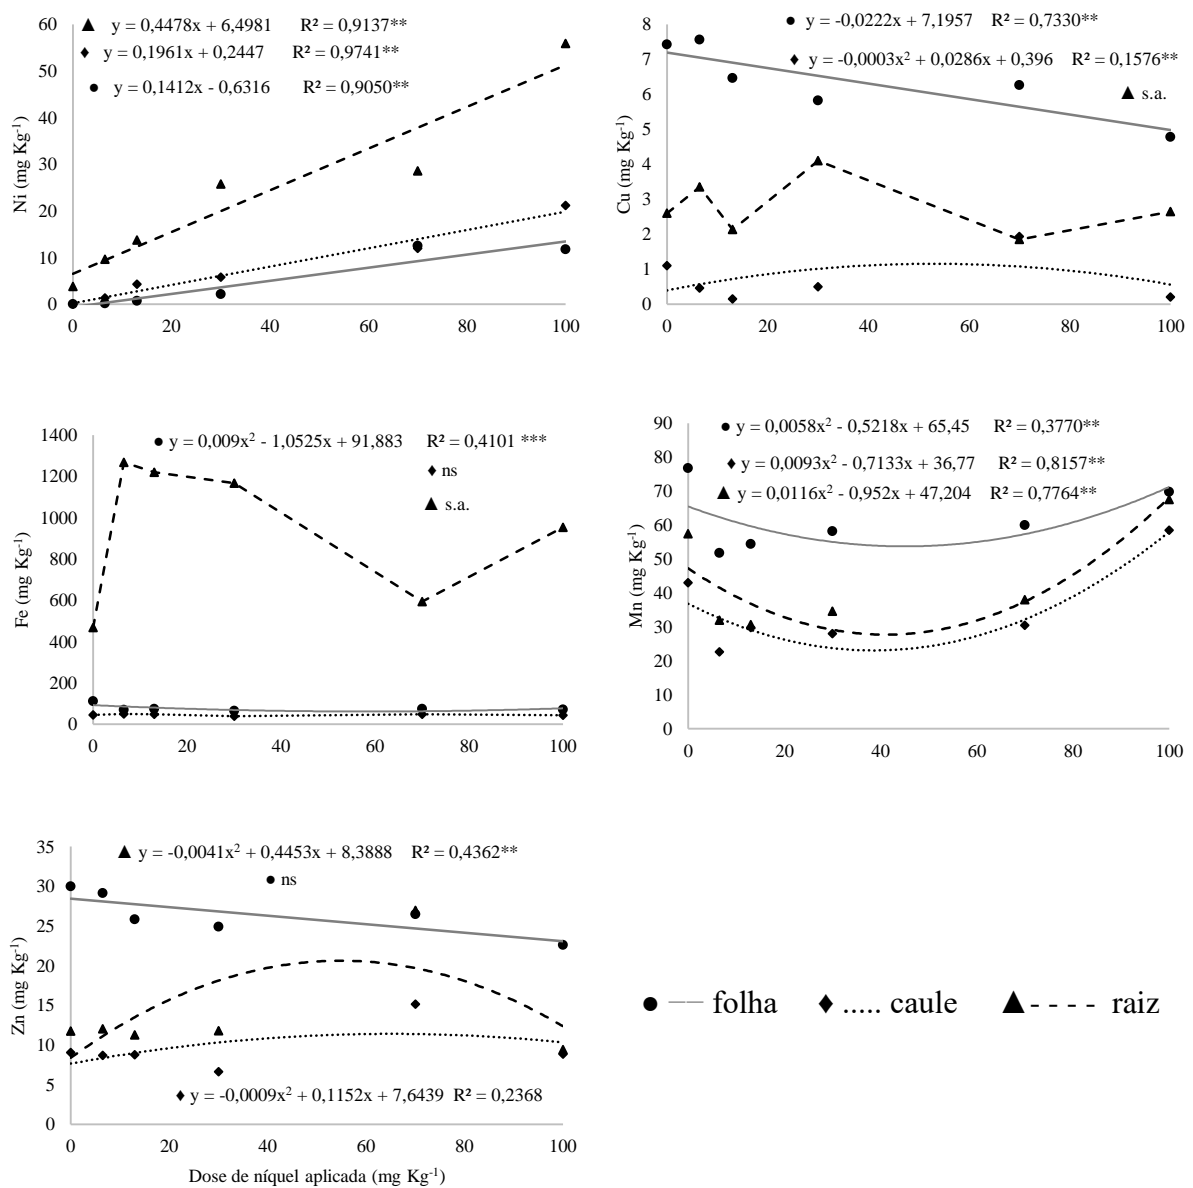 y = 0,4478x + 6,4981 R² = 0,9137**
y = 0,1961x + 0,2447 R² = 0,9741**
y = 0,1412x - 0,6316 R² = 0,9050**
Ni (mg Kg⁻¹)
60
50
40
30
20
10
0
0 20 40 60 80 100
y = -0,0222x + 7,1957 R² = 0,7330**
y = -0,0003x² + 0,0286x + 0,396 R² = 0,1576**
s.a.
Cu (mg Kg⁻¹)
8
7
6
5
4
3
2
1
0
0 20 40 60 80 100
y = 0,009x² - 1,0525x + 91,883 R² = 0,4101 ***
ns
s.a.
Fe (mg Kg⁻¹)
1400
1200
1000
800
600
400
200
0
0 20 40 60 80 100
y = 0,0058x² - 0,5218x + 65,45 R² = 0,3770**
y = 0,0093x² - 0,7133x + 36,77 R² = 0,8157**
y = 0,0116x² - 0,952x + 47,204 R² = 0,7764**
Mn (mg Kg⁻¹)
90
80
70
60
50
40
30
20
10
0
0 20 40 60 80 100
y = -0,0041x² + 0,4453x + 8,3888 R² = 0,4362**
ns
y = -0,0009x² + 0,1152x + 7,6439 R² = 0,2368
Zn (mg Kg⁻¹)
35
30
25
20
15
10
5
0
0 20 40 60 80 100
Dose de níquel aplicada (mg Kg⁻¹)
folha caule raiz